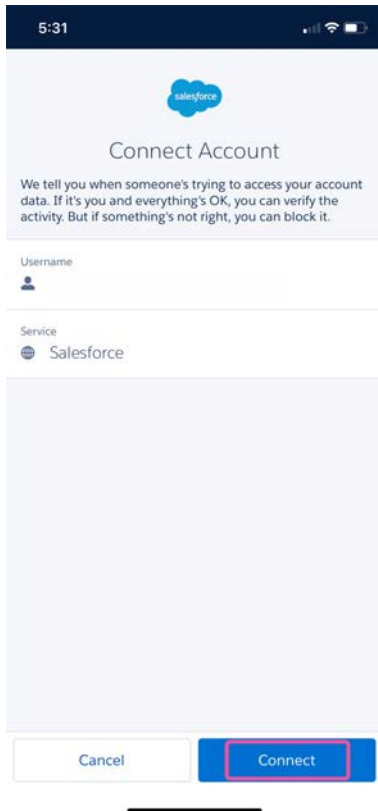 5:31
salesforce
Connect Account
We tell you when someone's trying to access your account
data. If it's you and everything's OK, you can verify the
activity. But if something's not right, you can block it.
Username
Service
Salesforce
Cancel
Connect